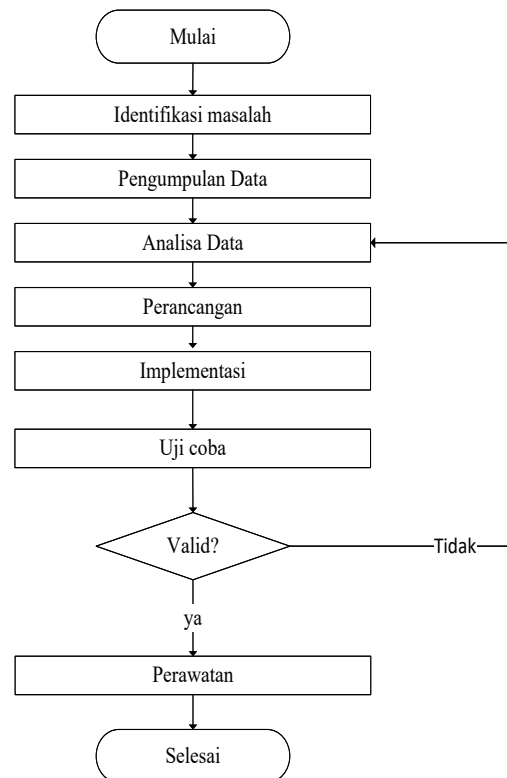 Mulai
Identifikasi masalah
Pengumpulan Data
Analisa Data
Perancangan
Implementasi
Uji coba
Valid?
Tidak
ya
Perawatan
Selesai